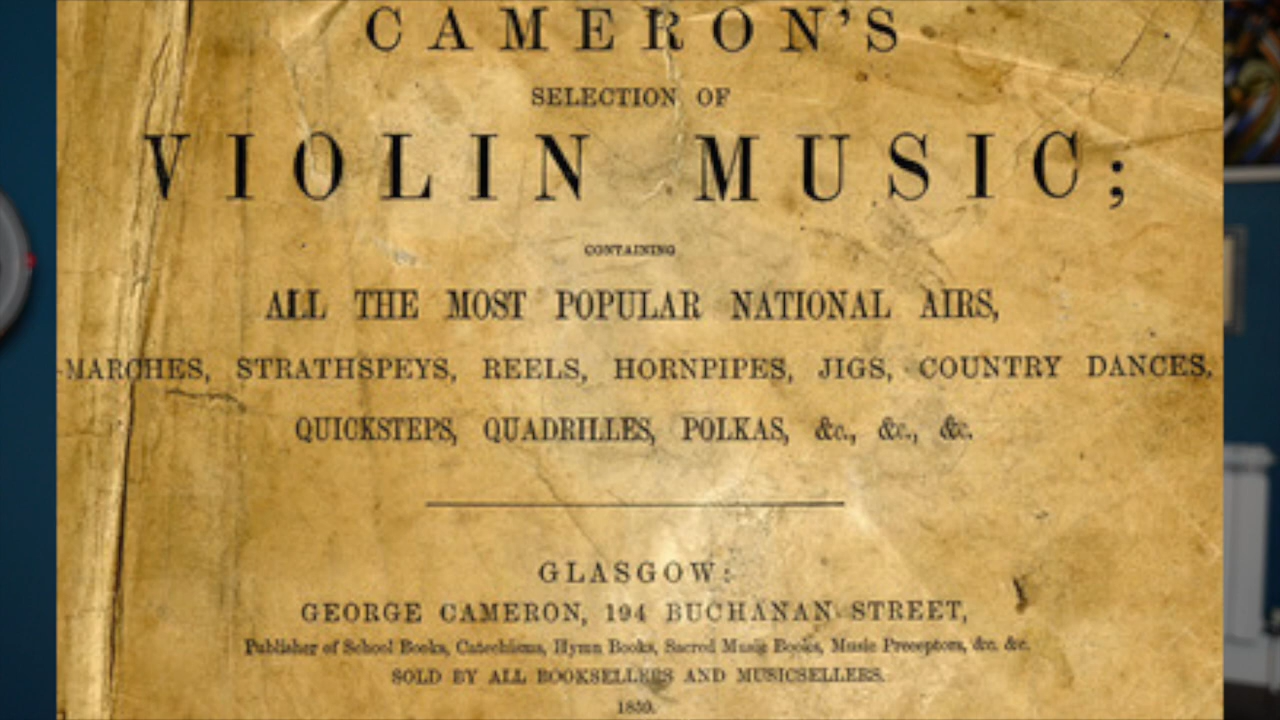 CAMERON'S
SELECTION OF
VIOLIN MUSIC;
CONTAINING
ALL THE MOST POPULAR NATIONAL AIRS,
MARCHES, STRATHSPEYS, REELS, HORNPIPES, JIGS, COUNTRY DANCES,
QUICKSTEPS, QUADRILLES, POLKAS, &c., &c., &c.
GLASGOW:
GEORGE CAMERON, 194 BUCHANAN STREET,
Publisher of School Books, Catechisms, Hymn Books, Sacred Music Books, Music Preceptors, &c. &c.
SOLD BY ALL BOOKSELLERS AND MUSICSELLERS.
1859.